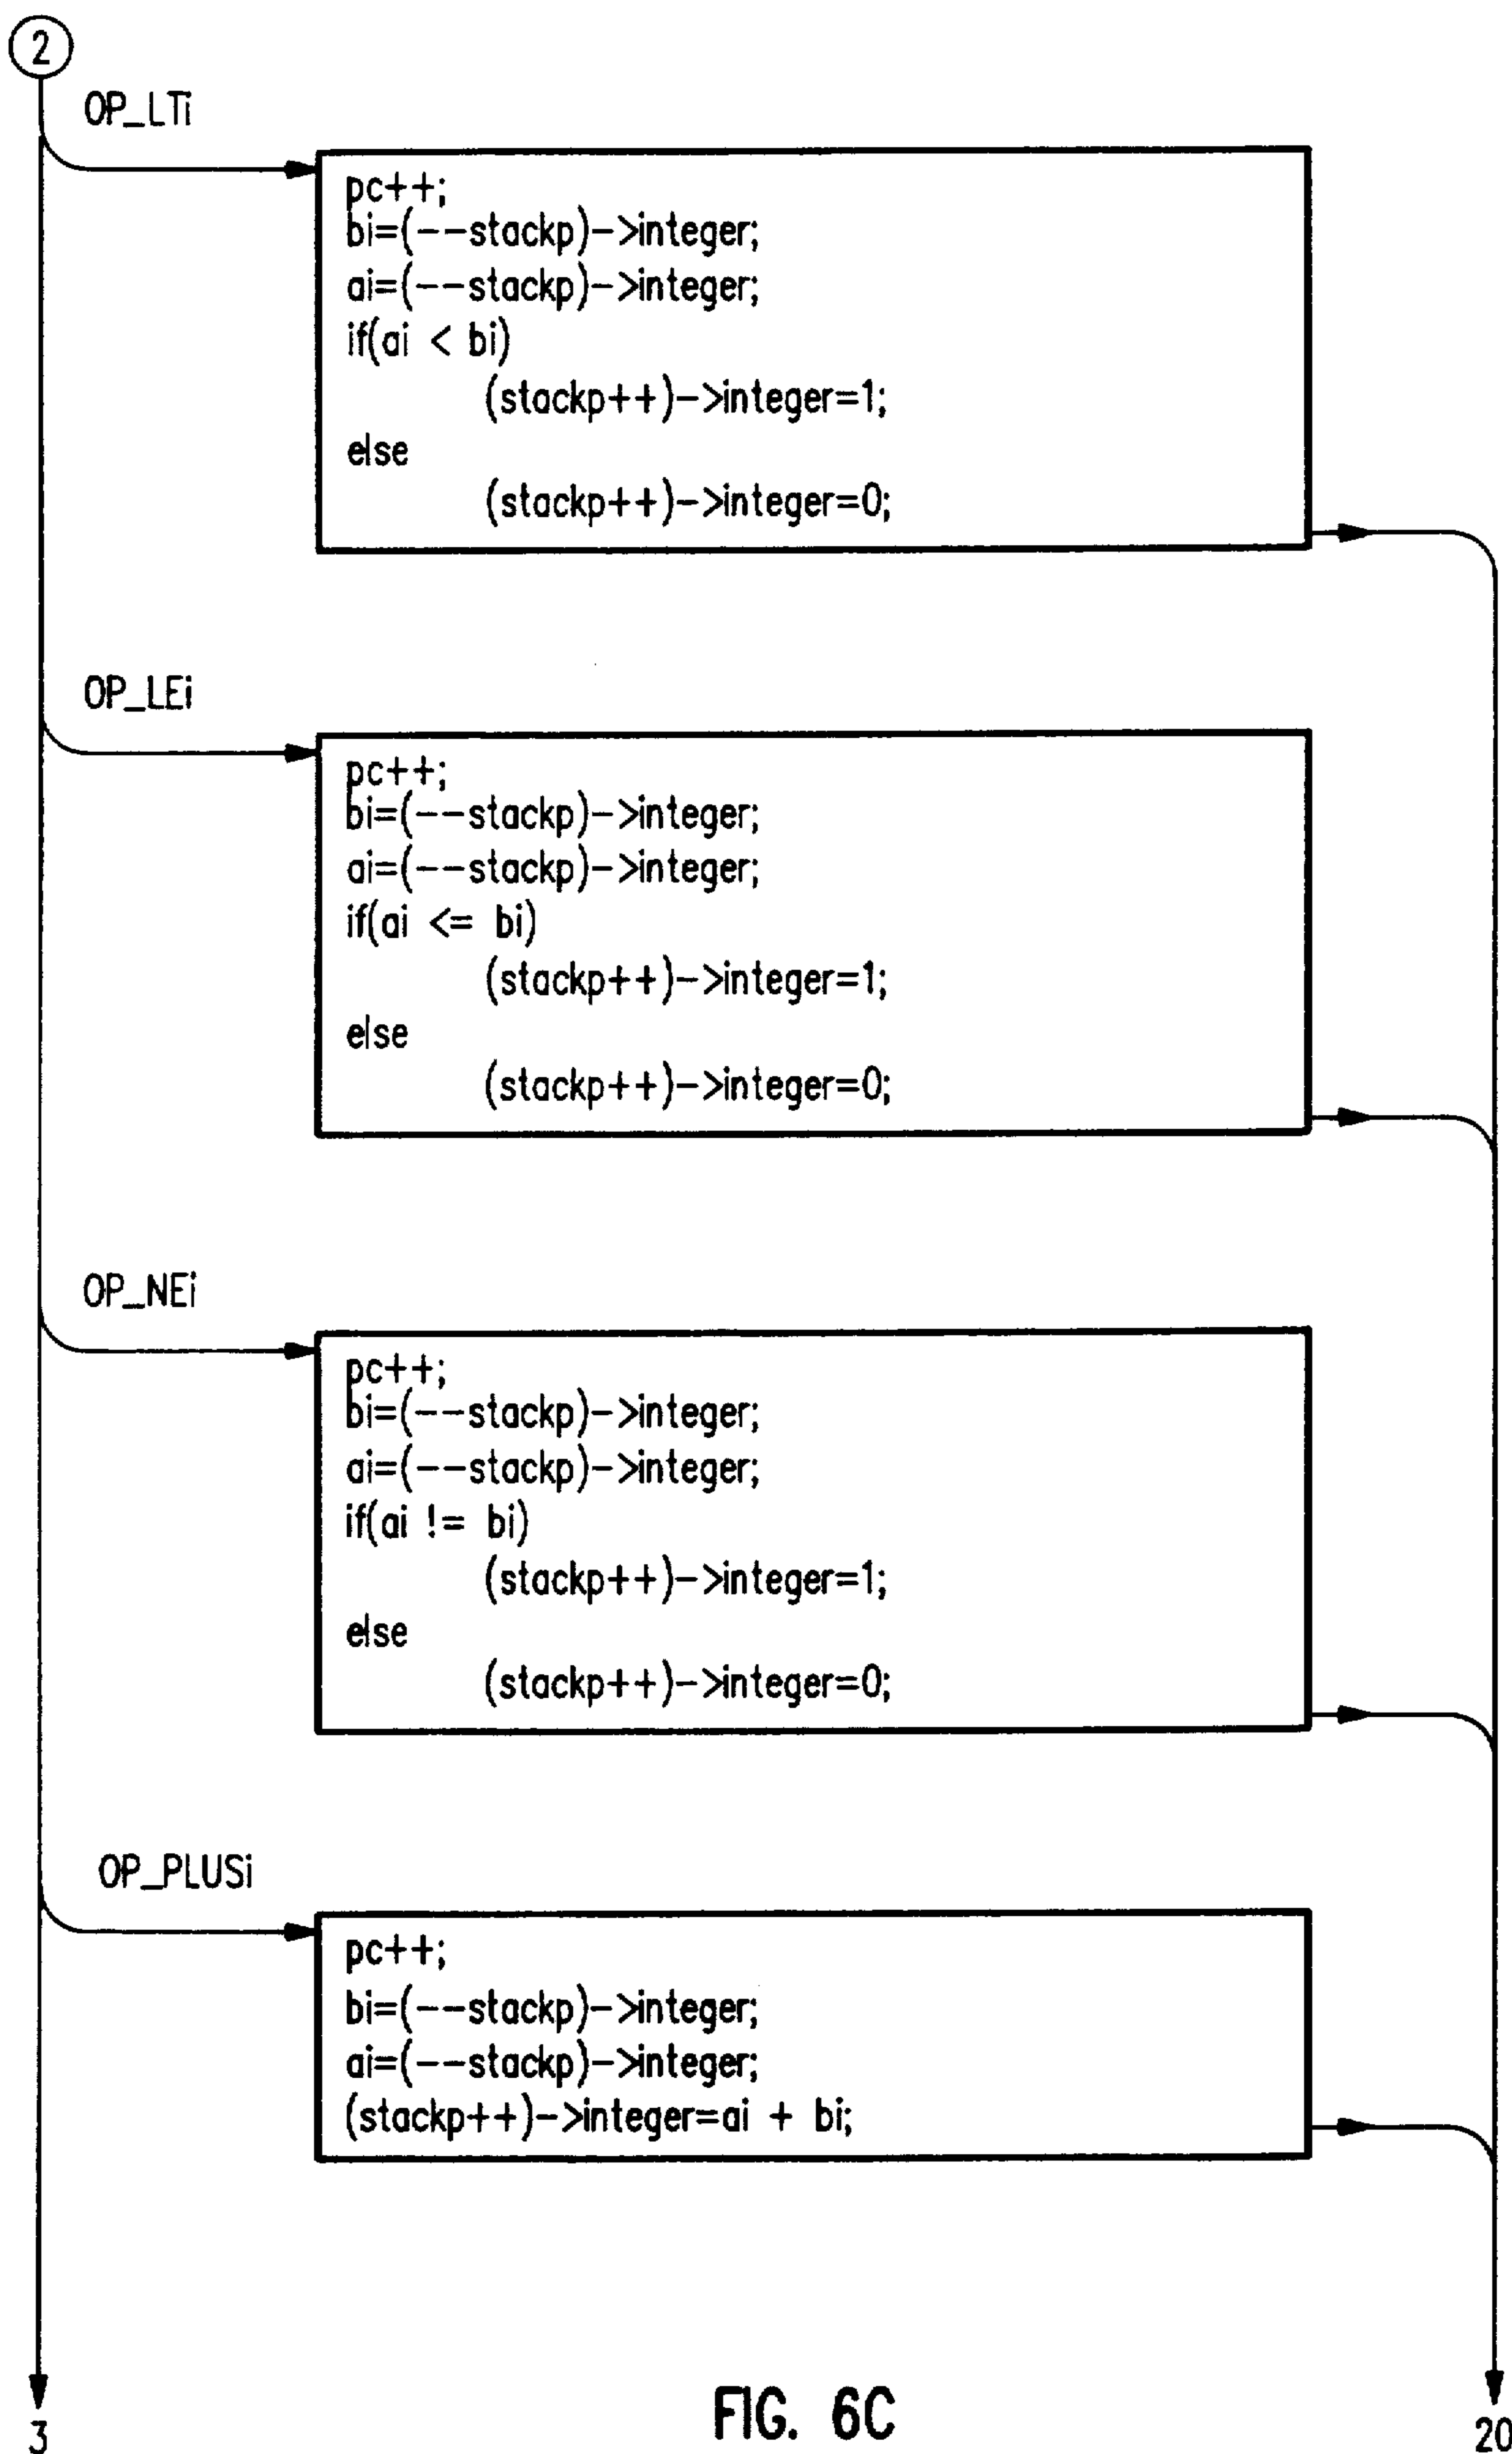 2
OP_LTi
pc++;
bi=(--stackp)->integer;
ai=(--stackp)->integer;
if(ai < bi)
(stackp++)->integer=1;
else
(stackp++)->integer=0;
OP_LEi
pc++;
bi=(--stackp)->integer;
ai=(--stackp)->integer;
if(ai <= bi)
(stackp++)->integer=1;
else
(stackp++)->integer=0;
OP_NEi
pc++;
bi=(--stackp)->integer;
ai=(--stackp)->integer;
if(ai != bi)
(stackp++)->integer=1;
else
(stackp++)->integer=0;
OP_PLUSi
pc++;
bi=(--stackp)->integer;
ai=(--stackp)->integer;
(stackp++)->integer=ai + bi;
3
FIG. 6C
20